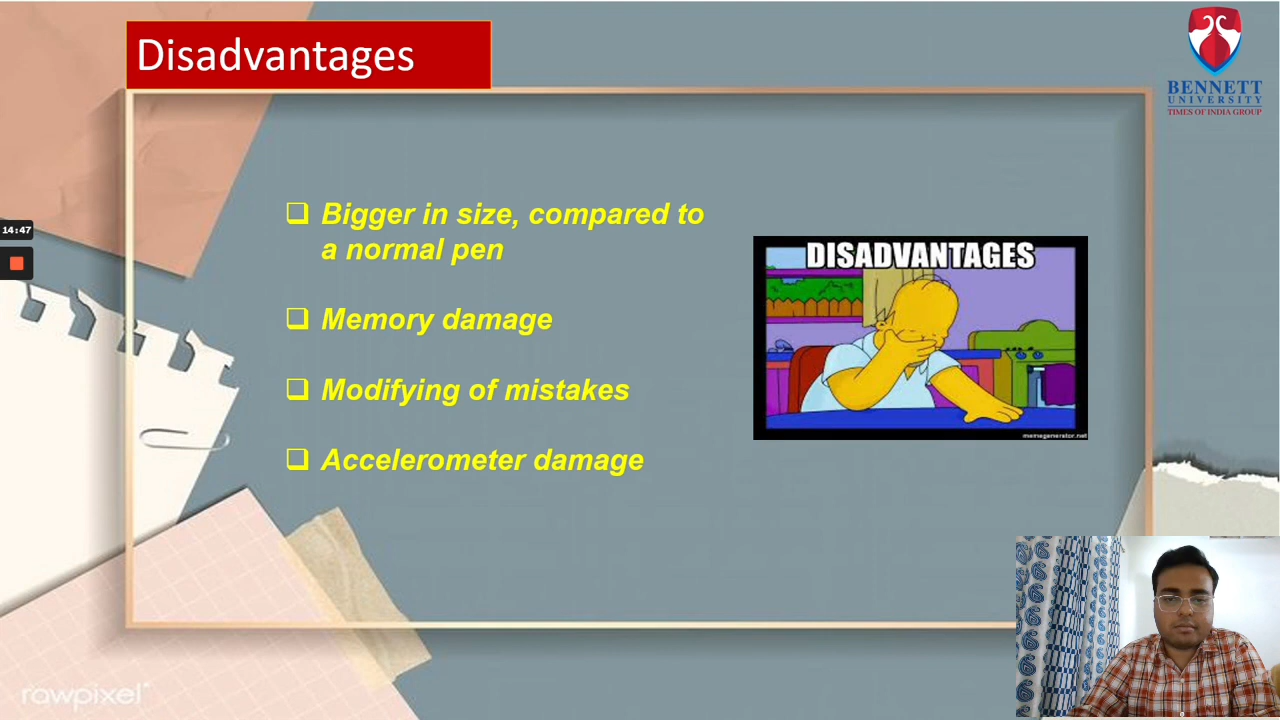 Disadvantages
BENNETT
UNIVERSITY
TIMES OF INDIA GROUP
14:47
Bigger in size, compared to
a normal pen
Memory damage
Modifying of mistakes
Accelerometer damage
DISADVANTAGES
memegenerator.net
rawpixel